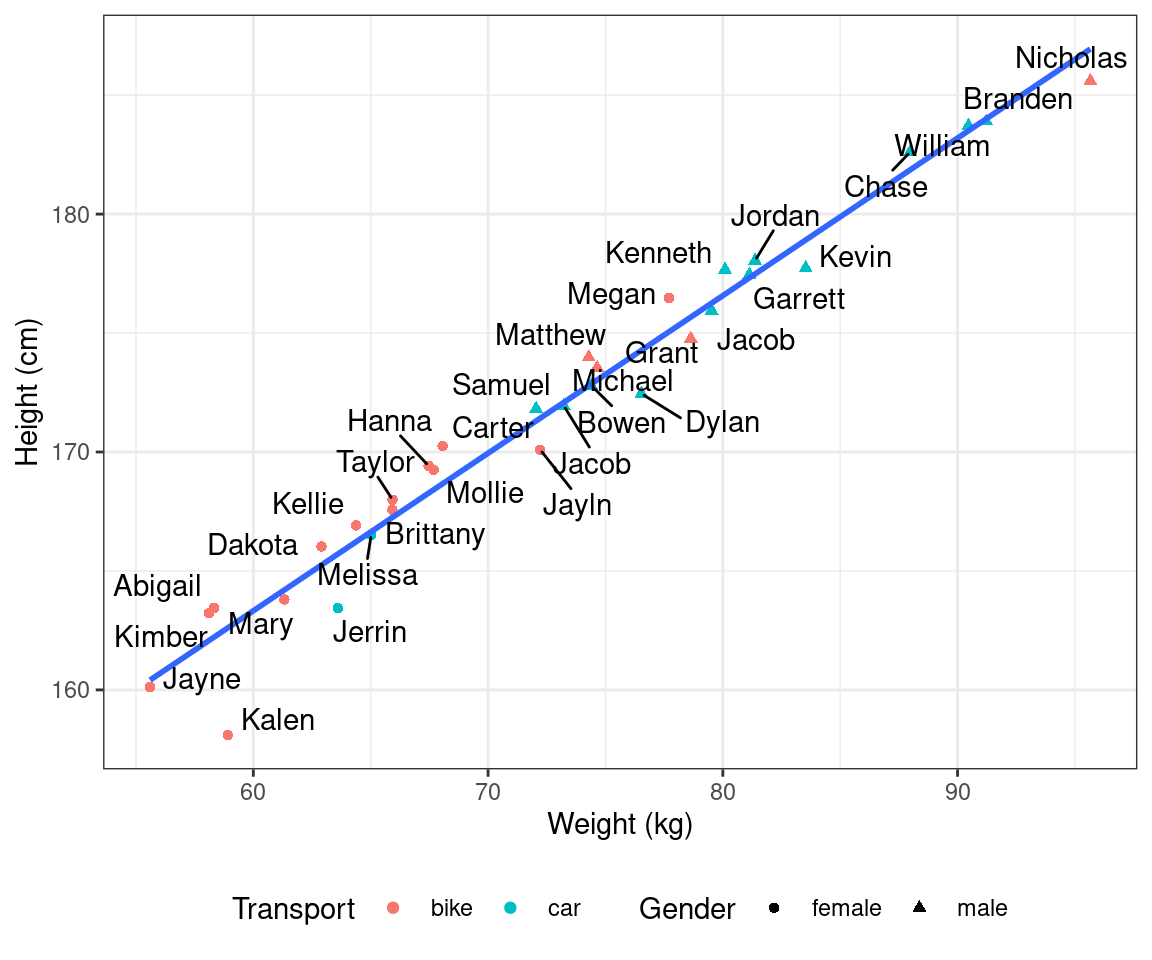 Nicholas
Branden
William
Chase
180
Jordan
Kenneth
Kevin
Megan
Garrett
Matthew
Jacob
Grant
Michael
Samuel
Dylan
Hanna
Carter
Bowen
170
Taylor
Jacob
Mollie
Jayln
Kellie
Brittany
Dakota
Melissa
Abigail
Mary
Jerrin
Kimber
Jayne
160
Kalen
Height (cm)
60 70 80 90
Weight (kg)
Transport bike car Gender female male